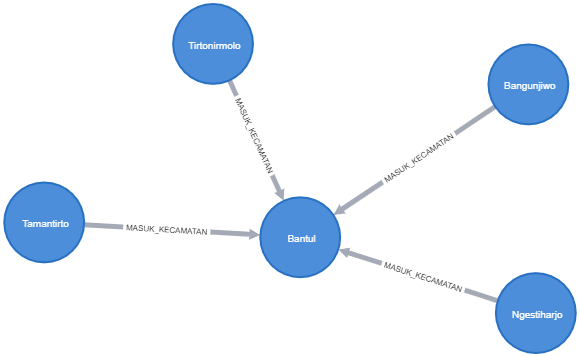 Tirtonirmolo
Bangunjiwo
MASUK_KECAMATAN
MASUK_KECAMATAN
Tamantirto
MASUK_KECAMATAN
Bantul
MASUK_KECAMATAN
Ngestiharjo